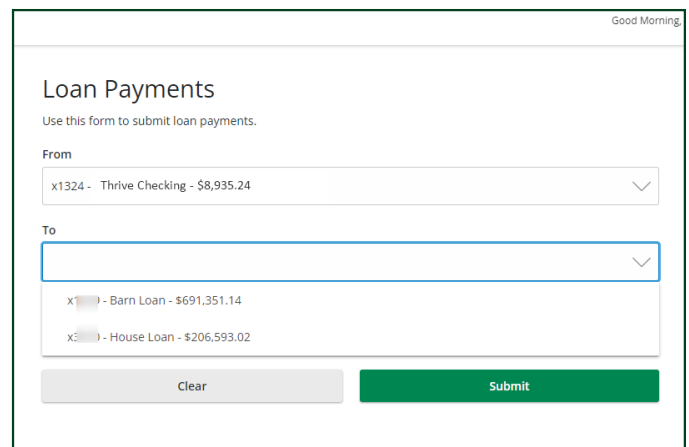 Good Morning,
Loan Payments
Use this form to submit loan payments.
From
x1324 - Thrive Checking - $8,935.24
To
- Barn Loan - $691,351.14
- House Loan - $206,593.02
Clear
Submit